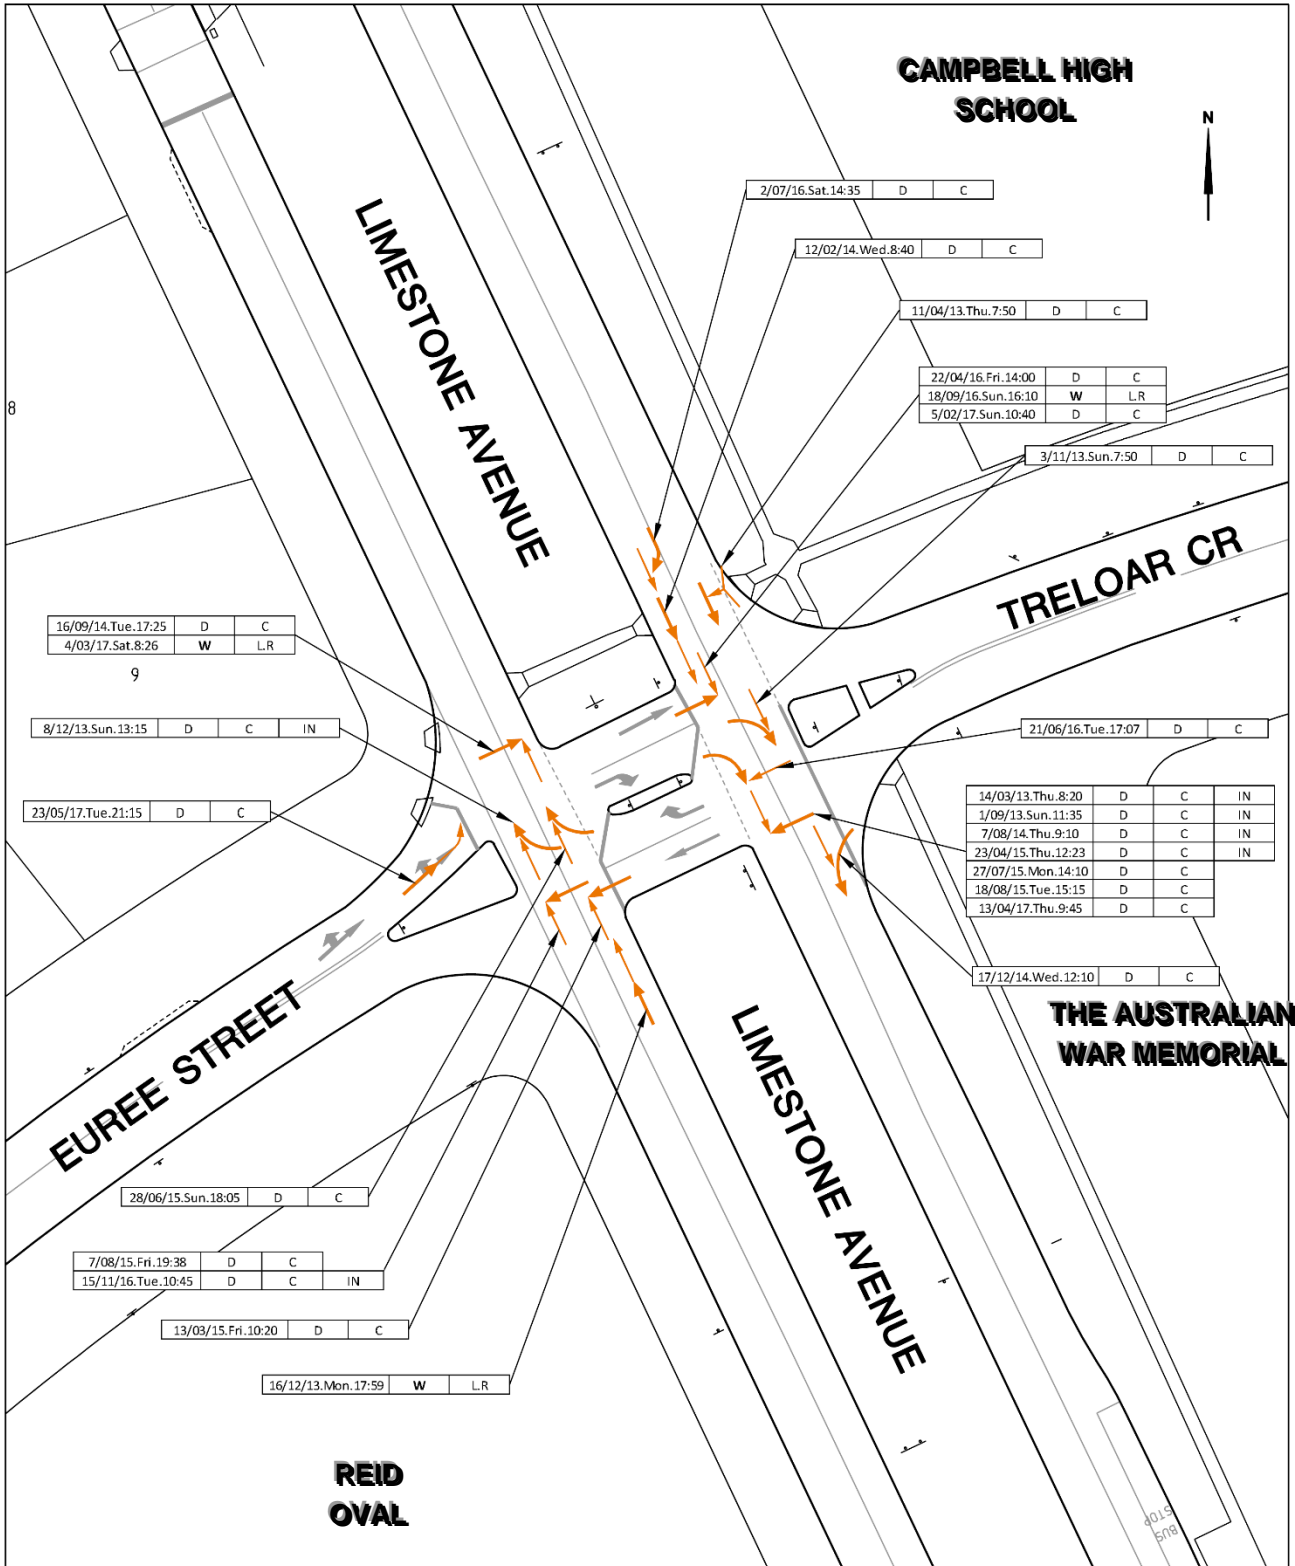 CAMPBELL HIGH
SCHOOL
N
2/07/16.Sat.14:35 D C
LIMESTONE AVENUE
12/02/14.Wed.8:40 D C
11/04/13.Thu.7:50 D C
22/04/16.Fri.14:00 D C
18/09/16.Sun.16:10 W L.R
5/02/17.Sun.10:40 D C
8
3/11/13.Sun.7:50 D C
TRELOAR CR
16/09/14.Tue.17:25 D C
4/03/17.Sat.8:26 W L.R
9
8/12/13.Sun.13:15 D C IN
21/06/16.Tue.17:07 D C
23/05/17.Tue.21:15 D C
14/03/13.Thu.8:20 D C IN
1/09/13.Sun.11:35 D C IN
7/08/14.Thu.9:10 D C IN
23/04/15.Thu.12:23 D C IN
27/07/15.Mon.14:10 D C
18/08/15.Tue.15:15 D C
13/04/17.Thu.9:45 D C
17/12/14.Wed.12:10 D C
THE AUSTRALIAN
WAR MEMORIAL
EUREE STREET
LIMESTONE AVENUE
28/06/15.Sun.18:05 D C
7/08/15.Fri.19:38 D C
15/11/16.Tue.10:45 D C IN
13/03/15.Fri.10:20 D C
16/12/13.Mon.17:59 W L.R
REID
OVAL
BUS
STOP